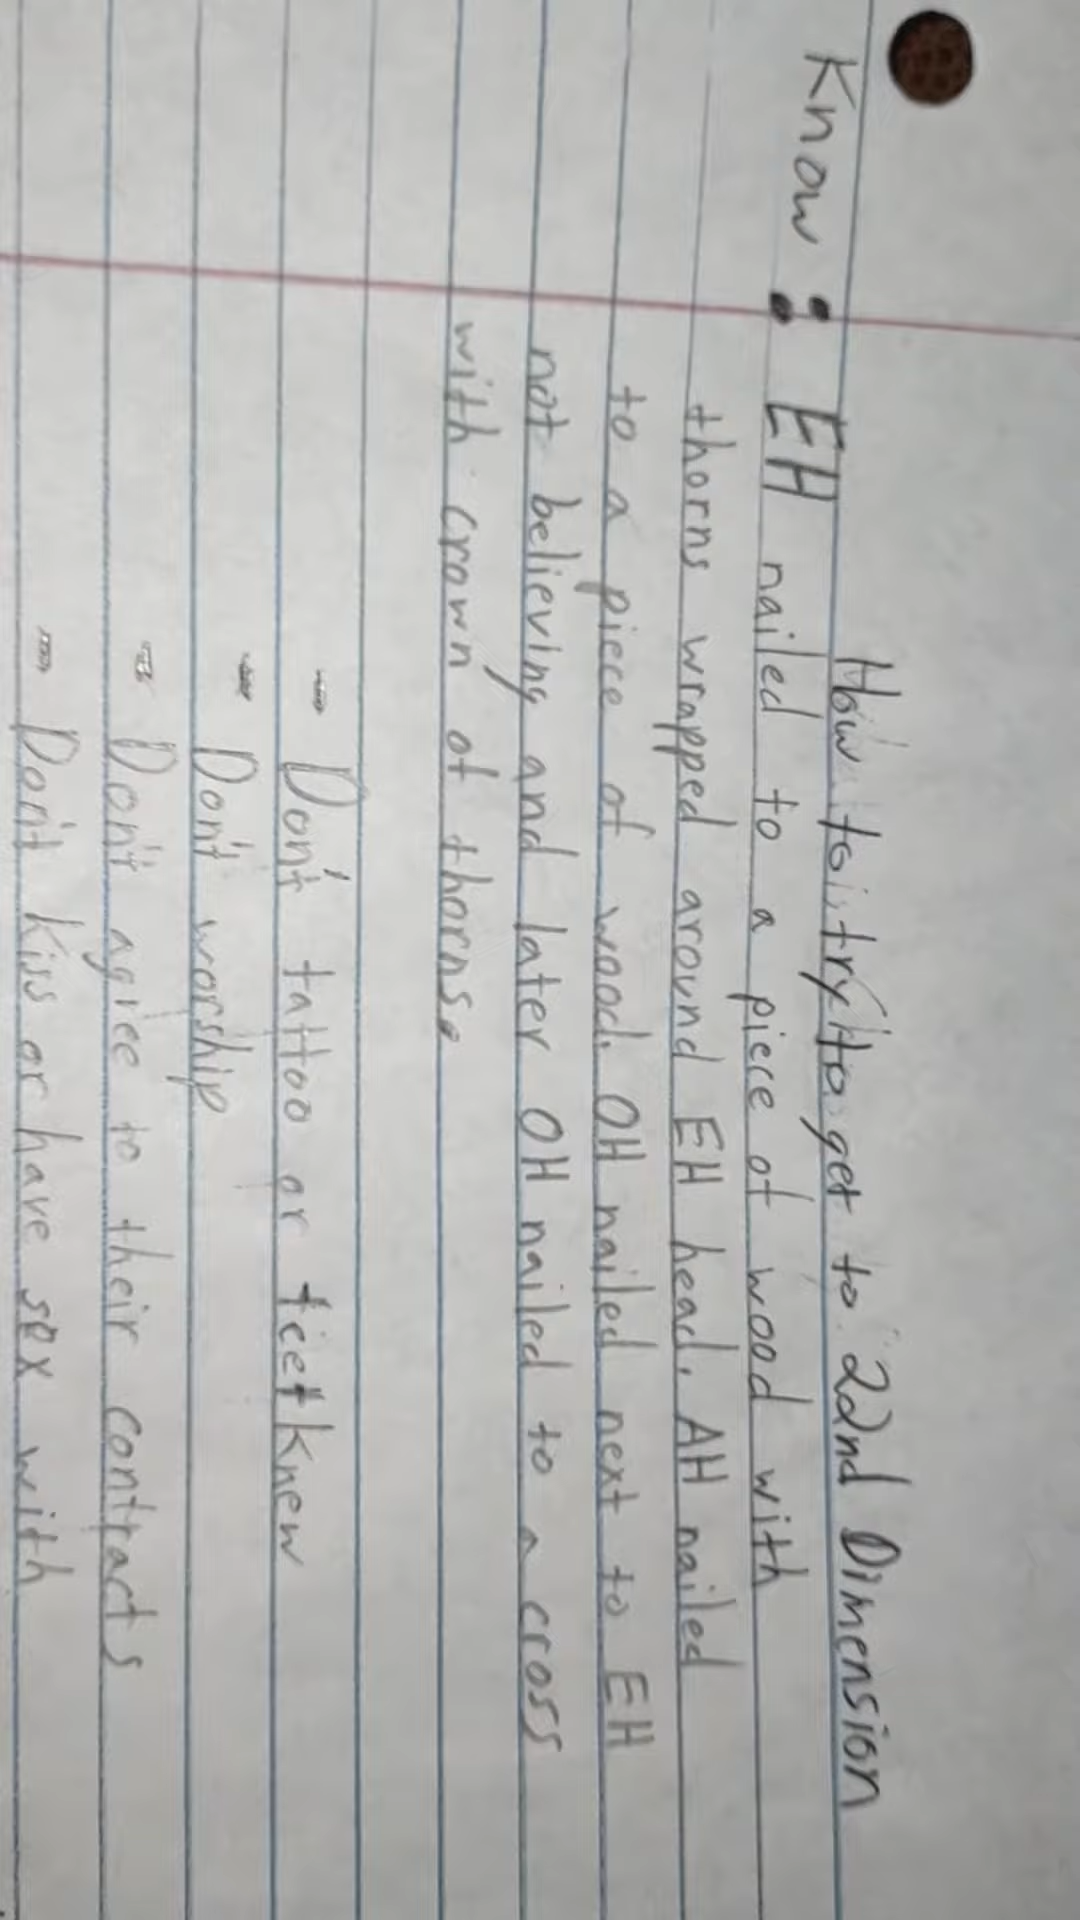 How to try to get to 22nd Dimension
Know: EH nailed to a piece of wood with
thorns wrapped around EH head. AH nailed
to a piece of wood. OH nailed next to EH
not believing and later OH nailed to a cross
with crown of thorns.
- Don't tattoo or feet knew
- Don't worship
- Don't agree to their contracts
- Don't kiss or have sex with